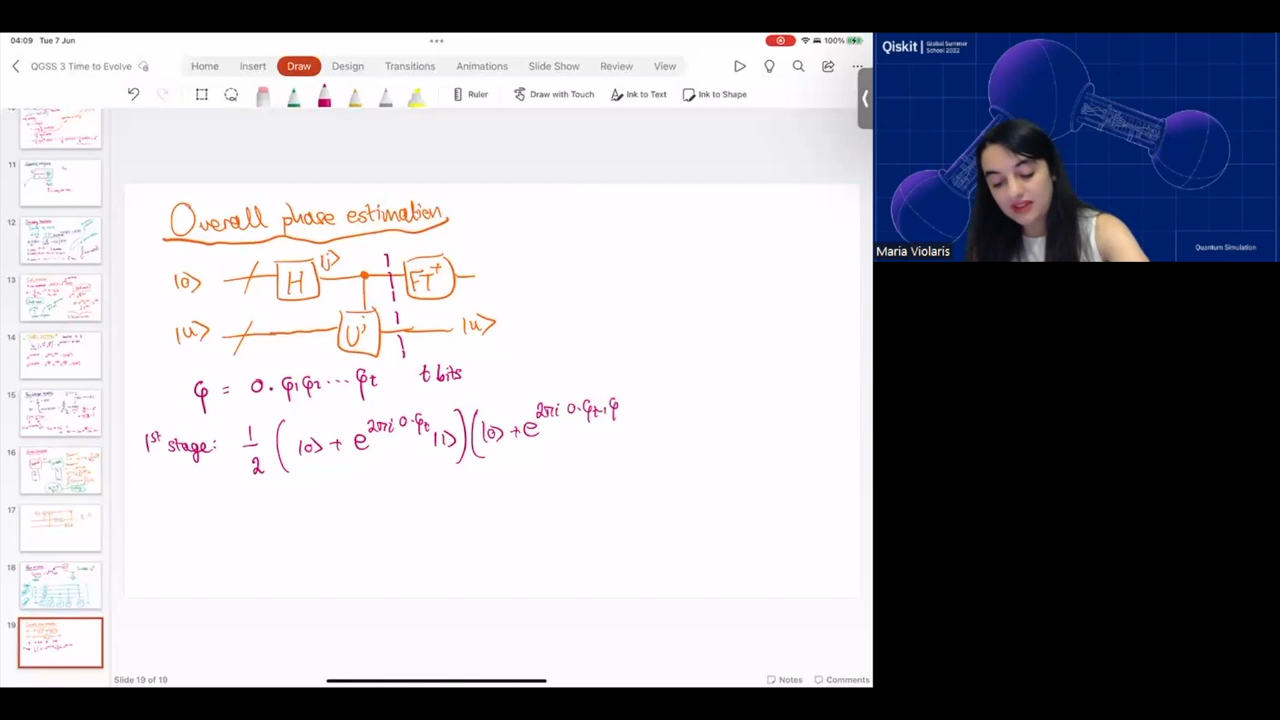 04:09 Tue 7 Jun
100%
QGSS 3 Time to Evolve
Home Insert Draw Design Transitions Animations Slide Show Review View
Ruler Draw with Touch Ink to Text Ink to Shape
11
12
13
14
15
16
17
18
19
Overall phase estimation
|0⟩ H |j⟩ FT†
|u⟩ U^j |u⟩
φ = 0.φ₁φ₂ ... φₜ t bits
1st stage: 1/2 (|0⟩ + e^{2πi 0.φₜ} |1⟩)(|0⟩ + e^{2πi 0.φₜ₋₁φ}
Slide 19 of 19
Notes Comments
Qiskit | Global Summer School 2022
Maria Violaris
Quantum Simulation